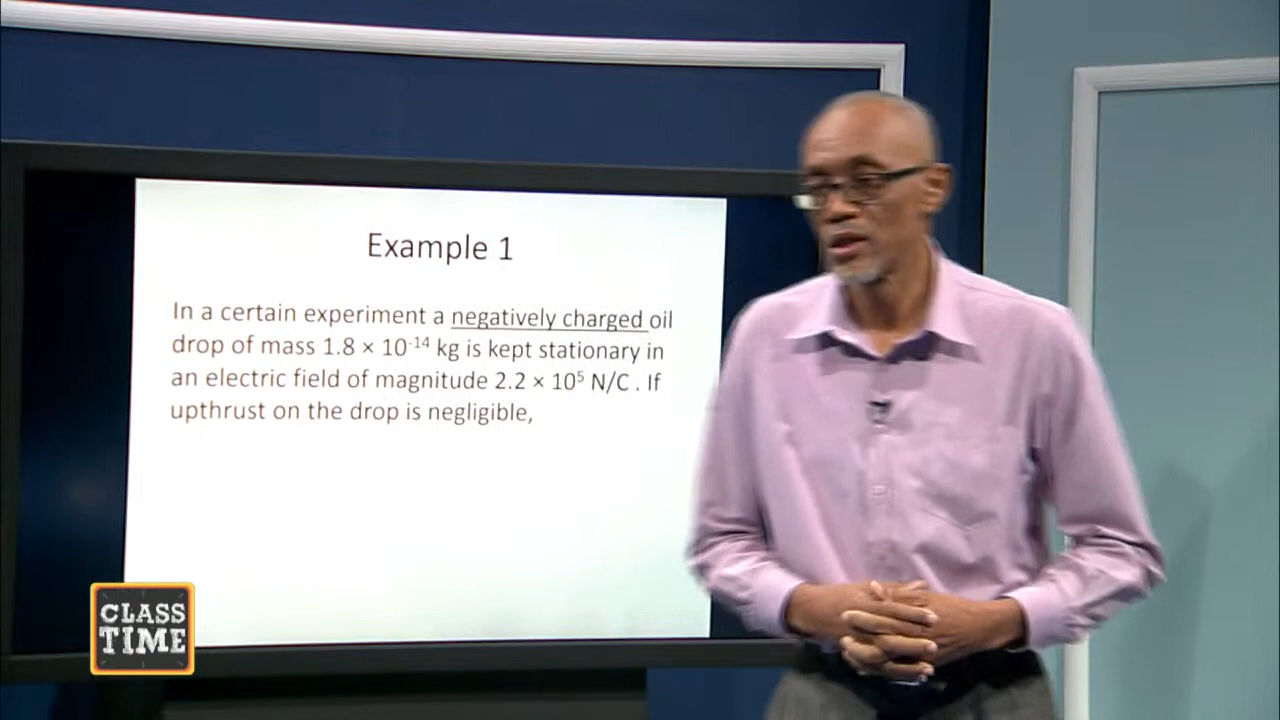 Example 1
In a certain experiment a negatively charged oil
drop of mass 1.8 × 10⁻¹⁴ kg is kept stationary in
an electric field of magnitude 2.2 × 10⁵ N/C . If
upthrust on the drop is negligible,
CLASS
TIME